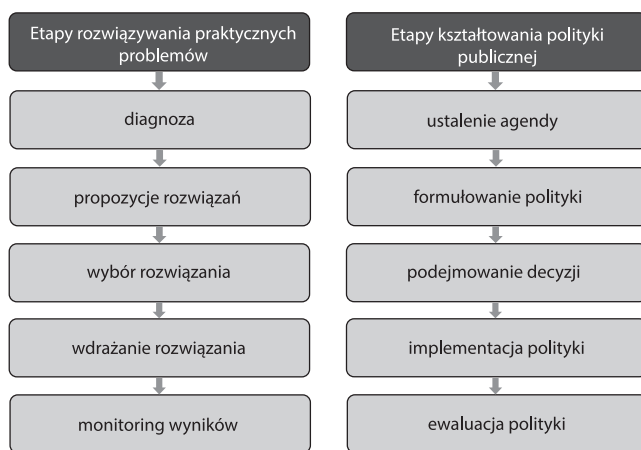 Etapy rozwiązywania praktycznych
problemów
diagnoza
propozycje rozwiązań
wybór rozwiązania
wdrażanie rozwiązania
monitoring wyników
Etapy kształtowania polityki
publicznej
ustalenie agendy
formułowanie polityki
podejmowanie decyzji
implementacja polityki
ewaluacja polityki